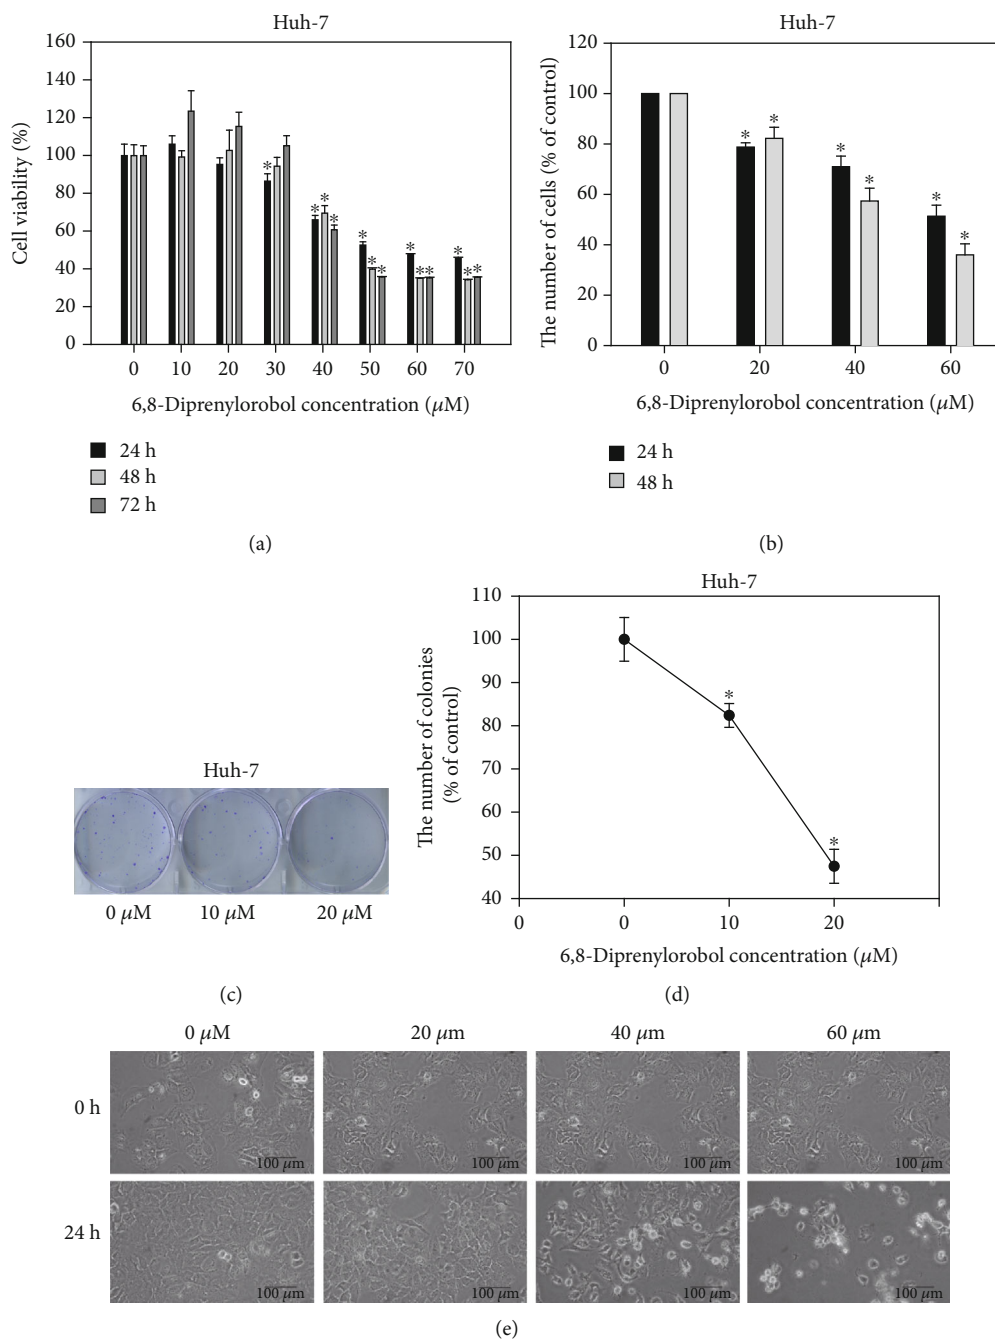 Huh-7
Cell viability (%)
160
140
120
100
80
60
40
20
0
* * * * * * * * * * * * *
0 10 20 30 40 50 60 70
6,8-Diprenylorobol concentration (μM)
24 h
48 h
72 h
(a)
Huh-7
The number of cells (% of control)
120
100
80
60
40
20
0
* * * * * *
0 20 40 60
6,8-Diprenylorobol concentration (μM)
24 h
48 h
(b)
Huh-7
0 μM 10 μM 20 μM
(c)
Huh-7
The number of colonies
(% of control)
110
100
90
80
70
60
50
40
* *
0 0 10 20
6,8-Diprenylorobol concentration (μM)
(d)
0 μM 20 μm 40 μm 60 μm
0 h
100 μm 100 μm 100 μm 100 μm
24 h
100 μm 100 μm 100 μm 100 μm
(e)